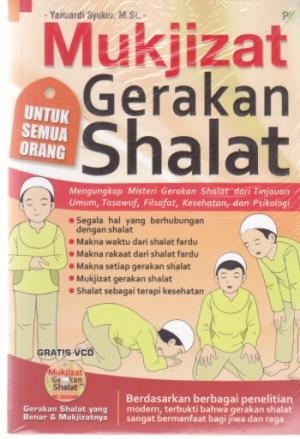 - Yanuardi Syukur, M.Si. -
Mukjizat
Gerakan
Shalat
UNTUK
SEMUA
ORANG
Mengungkap Misteri Gerakan Shalat dari Tinjauan
Umum, Tasawuf, Filsafat, Kesehatan, dan Psikologi
• Segala hal yang berhubungan
dengan shalat
• Makna waktu dari shalat fardu
• Makna rakaat dari shalat fardu
• Makna setiap gerakan shalat
• Mukjizat gerakan shalat
• Shalat sebagai terapi kesehatan
GRATIS VCD
Mukjizat
Gerakan
Shalat
Gerakan Shalat yang
Benar & Mukjizatnya
Berdasarkan berbagai penelitian
modern, terbukti bahwa gerakan shalat
sangat bermanfaat bagi jiwa dan raga